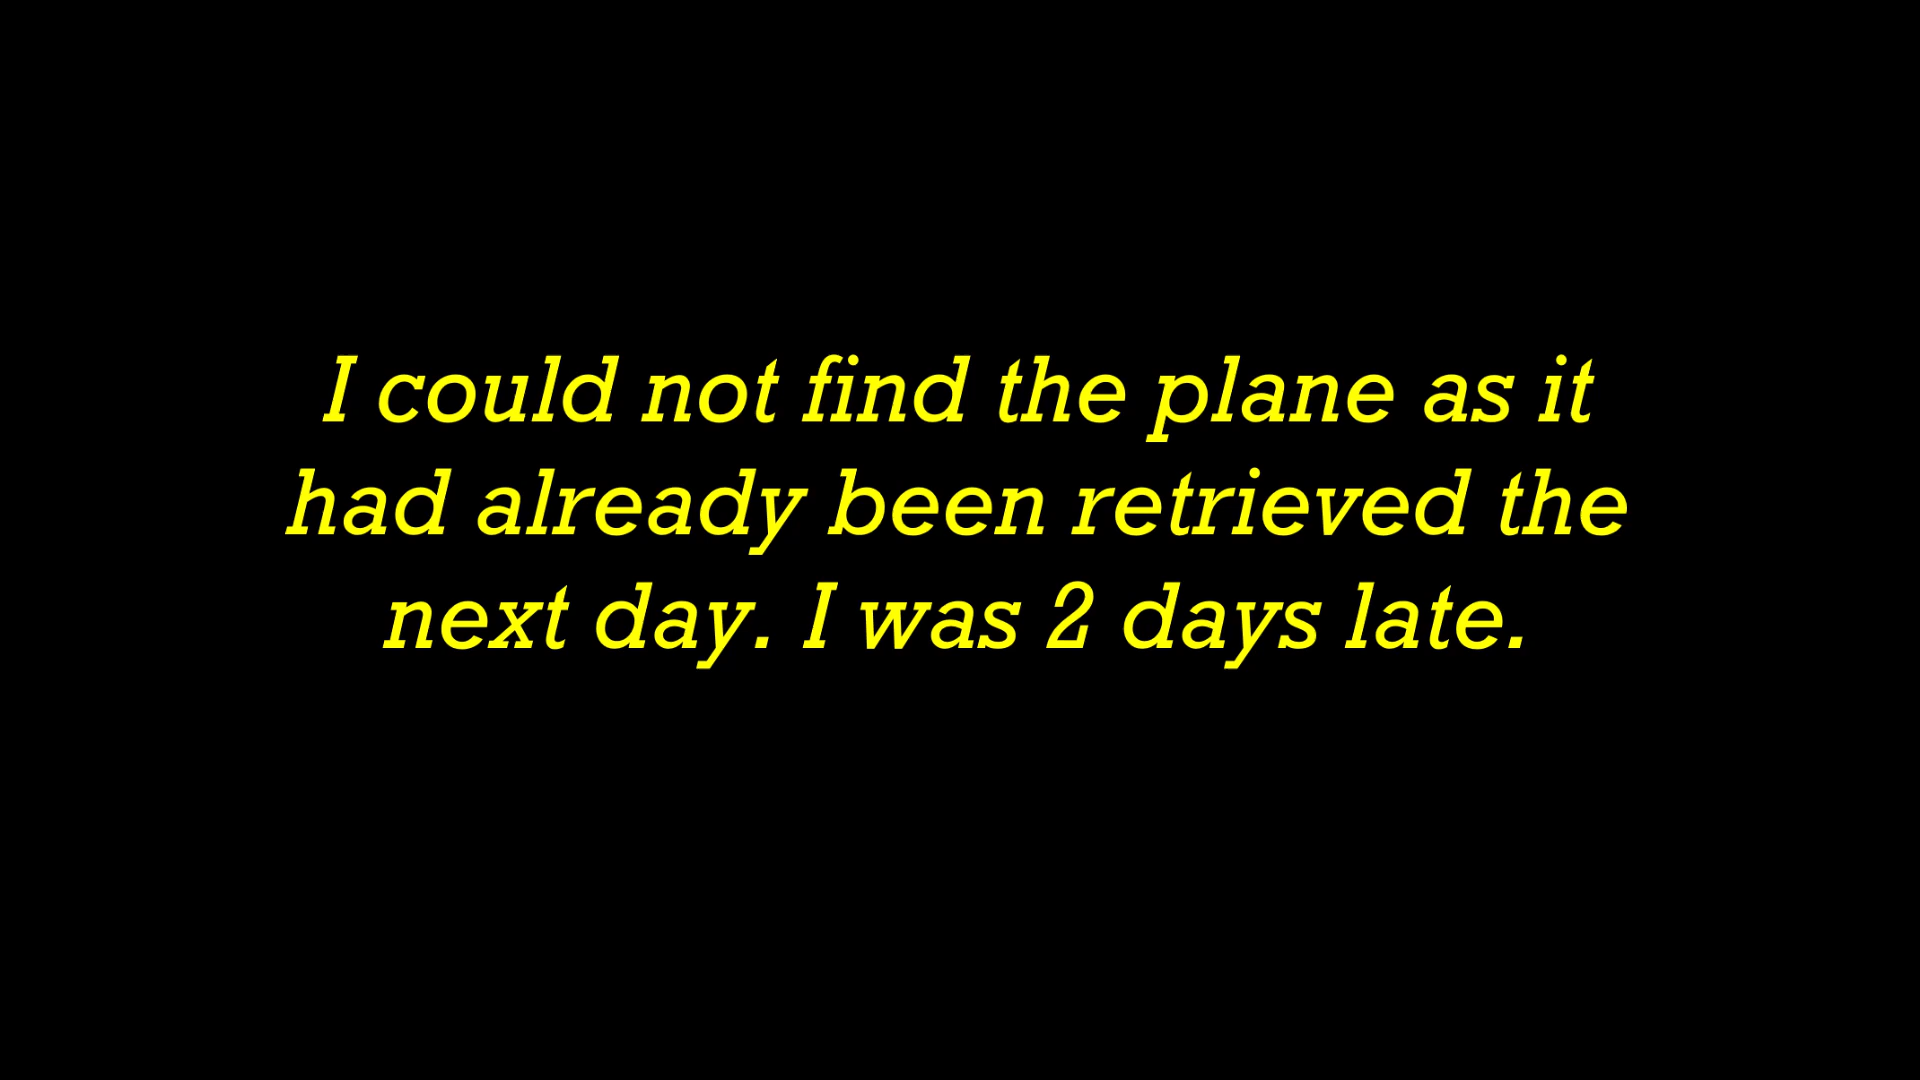 I could not find the plane as it
had already been retrieved the
next day. I was 2 days late.